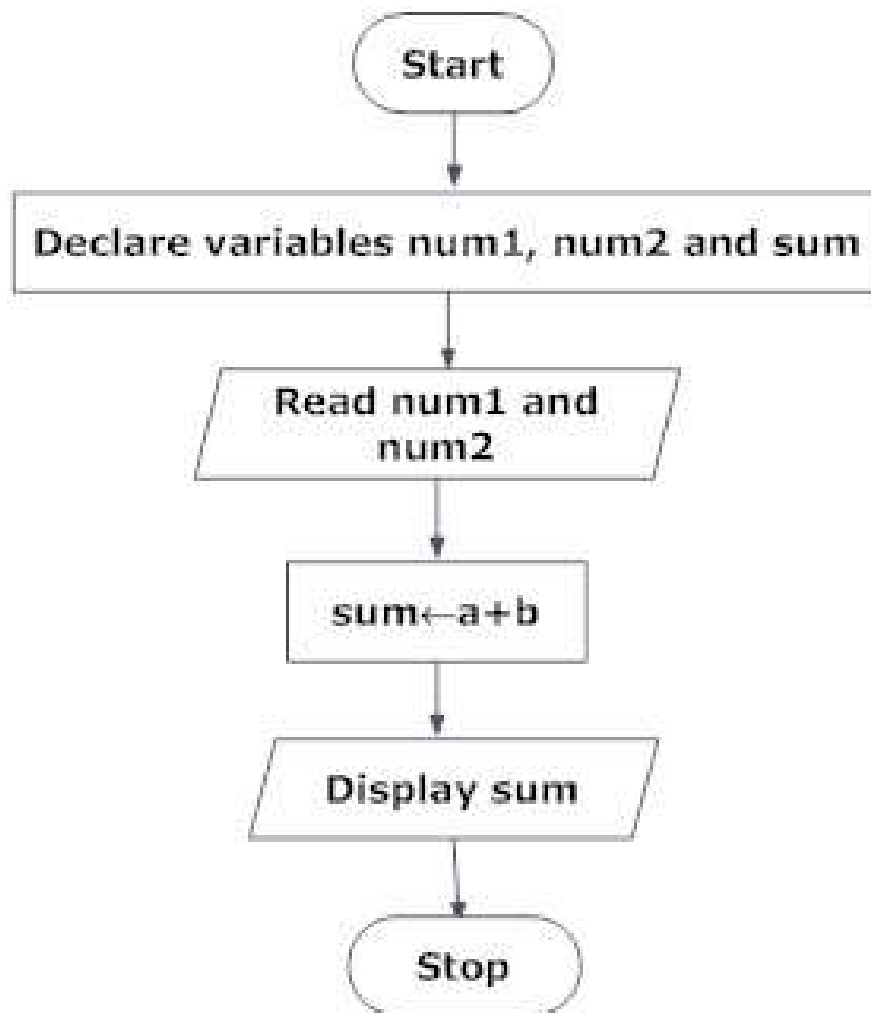 Start
Declare variables num1, num2 and sum
Read num1 and
num2
sum←a+b
Display sum
Stop